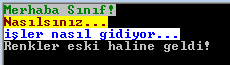 Merhaba Sınıf!
Nasılsınız...
işler nasıl gidiyor...
Renkler eski haline geldi!